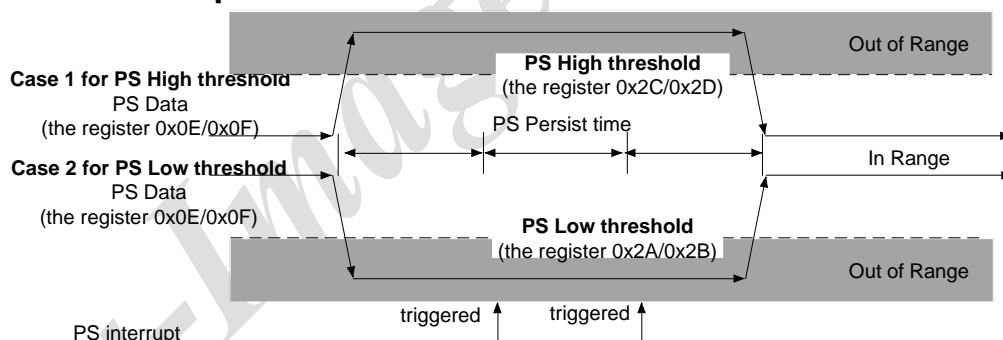 Out of Range
Case 1 for PS High threshold
PS Data
(the register 0x0E/0x0F)
PS High threshold
(the register 0x2C/0x2D)
PS Persist time
In Range
Case 2 for PS Low threshold
PS Data
(the register 0x0E/0x0F)
PS Low threshold
(the register 0x2A/0x2B)
Out of Range
triggered
triggered
PS interrupt